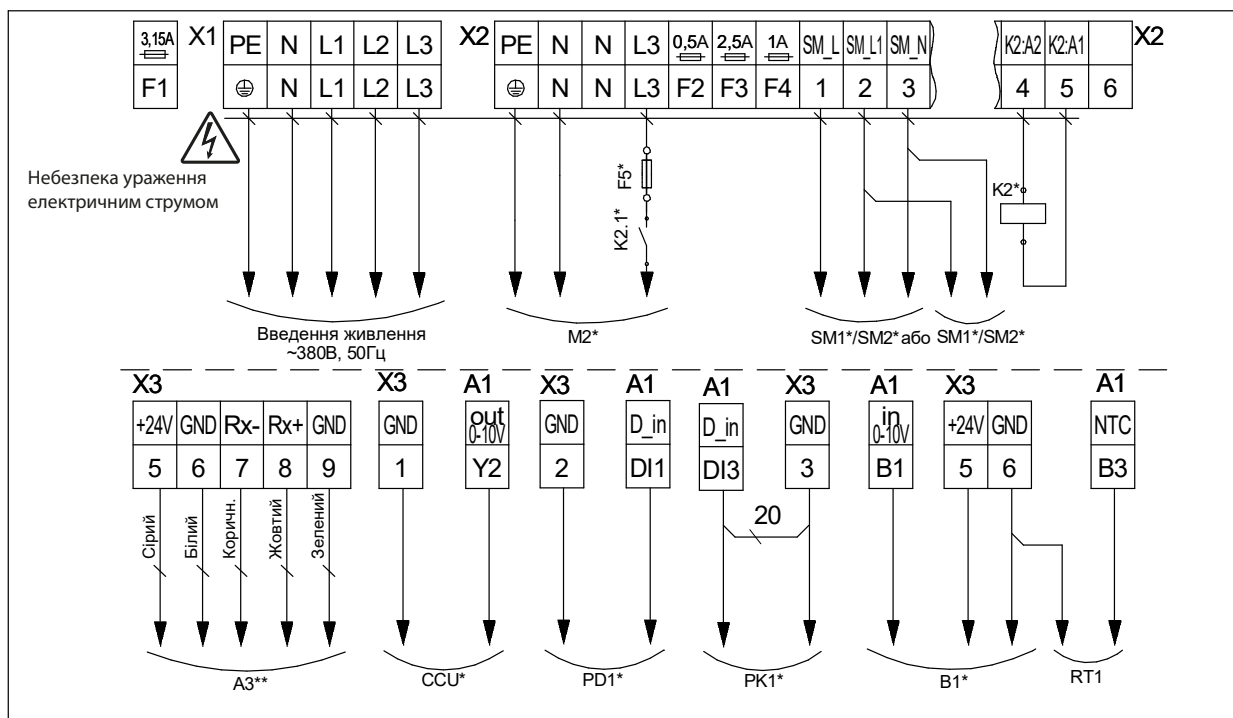 3,15A X1 PE N L1 L2 L3 X2 PE N N L3 0,5A 2,5A 1A SM_L SM_L1 SM_N K2:A2 K2:A1 X2
F1 N L1 L2 L3 N N L3 F2 F3 F4 1 2 3 4 5 6
Небезпека ураження
електричним струмом
F5*
K2.1*
K2*
Введення живлення
~380В, 50Гц
M2*
SM1*/SM2* або SM1*/SM2*
X3 X3 A1 X3 A1 A1 X3 A1 X3 A1
+24V GND Rx- Rx+ GND GND out 0-10V GND D_in D_in GND in 0-10V +24V GND NTC
5 6 7 8 9 1 Y2 2 DI1 DI3 3 B1 5 6 B3
20
Сірий
Білий
Коричн.
Жовтий
Зелений
A3** CCU* PD1* PK1* B1* RT1